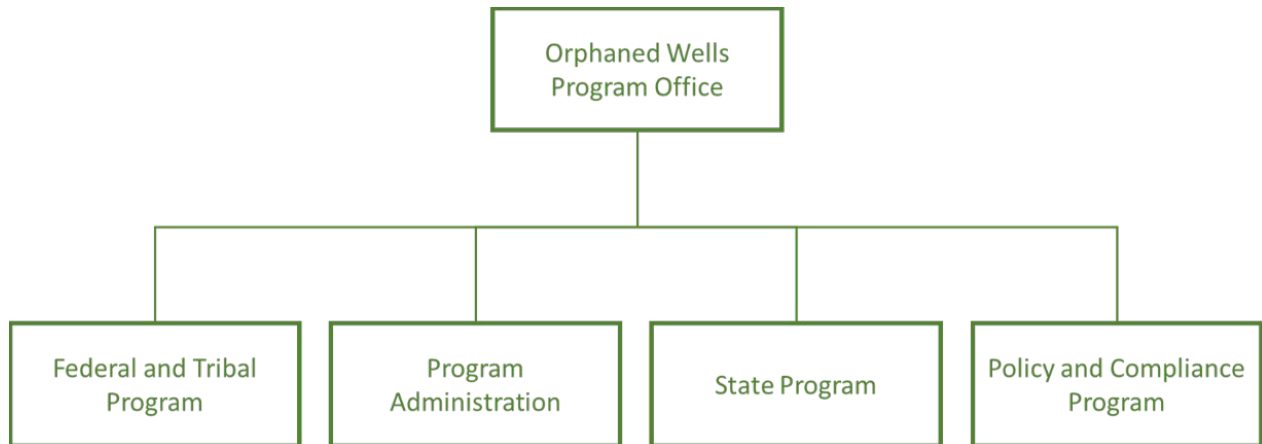 Orphaned Wells
Program Office
Federal and Tribal
Program
Program
Administration
State Program
Policy and Compliance
Program